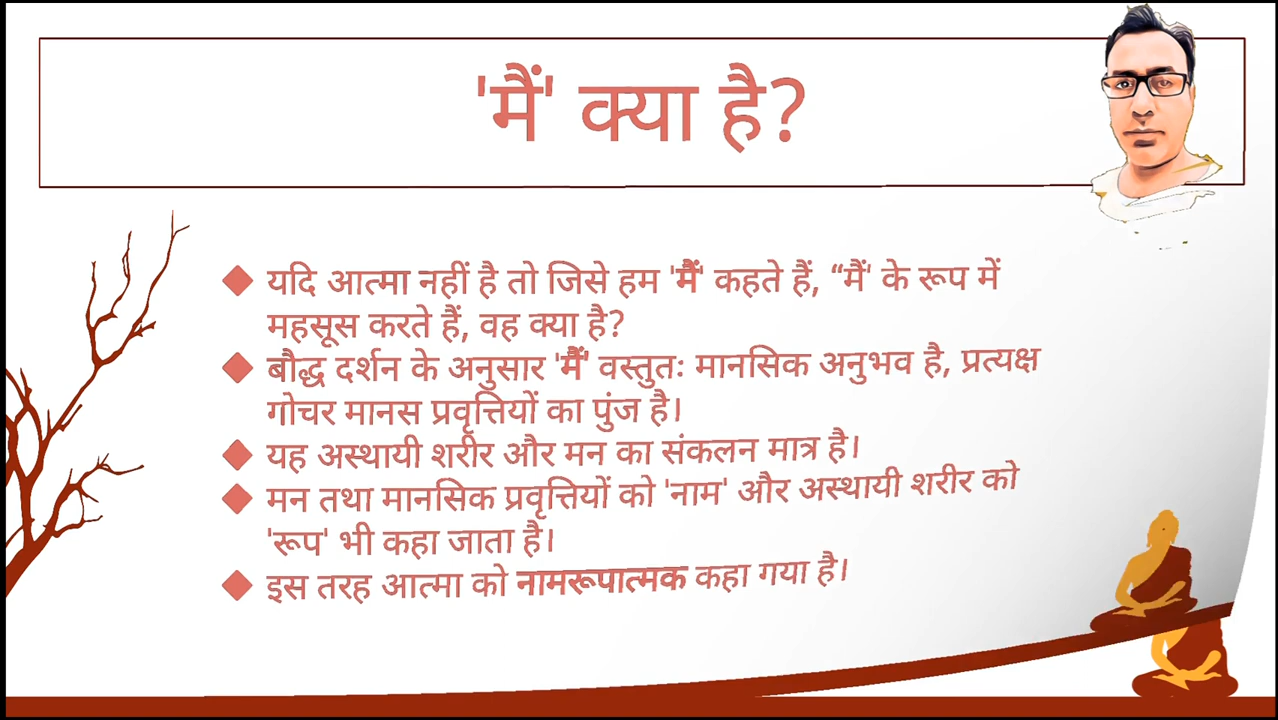 'मैं' क्या है?
यदि आत्मा नहीं है तो जिसे हम 'मैं' कहते हैं, “मैं' के रूप में
महसूस करते हैं, वह क्या है?
बौद्ध दर्शन के अनुसार 'मैं' वस्तुतः मानसिक अनुभव है, प्रत्यक्ष
गोचर मानस प्रवृत्तियों का पुंज है।
यह अस्थायी शरीर और मन का संकलन मात्र है।
मन तथा मानसिक प्रवृत्तियों को 'नाम' और अस्थायी शरीर को
'रूप' भी कहा जाता है।
इस तरह आत्मा को नामरूपात्मक कहा गया है।